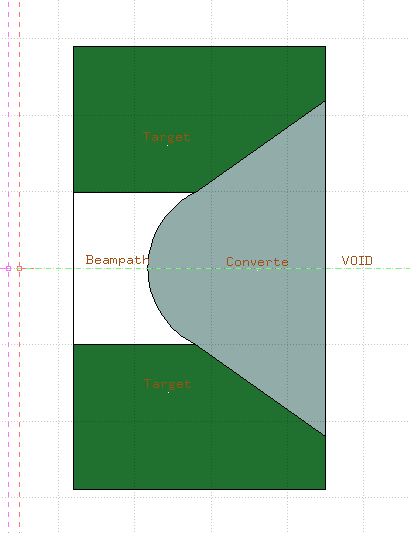 Target
Beampath
Converte
VOID
Target